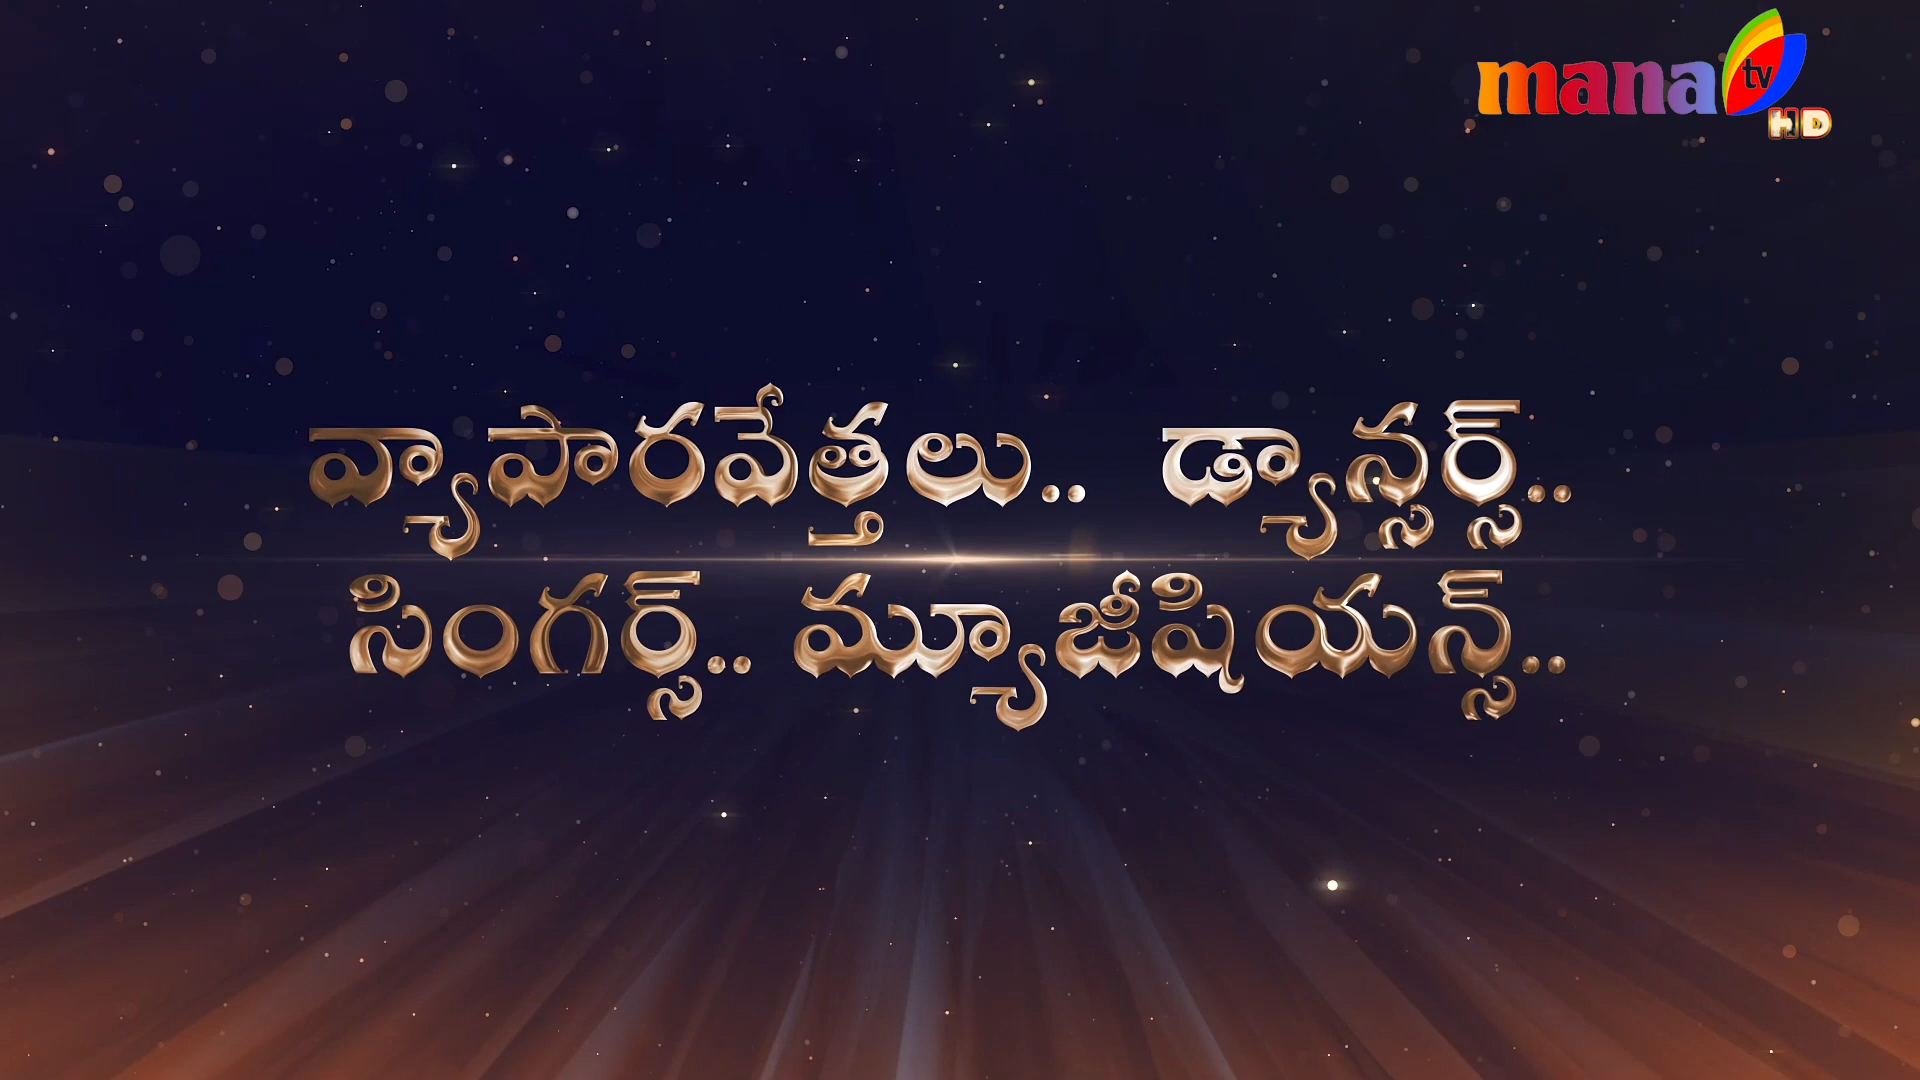 mana tv
HD
వ్యాపారవేత్తలు.. డ్యాన్సర్స్..
సింగర్స్.. మ్యూజీషియన్స్..